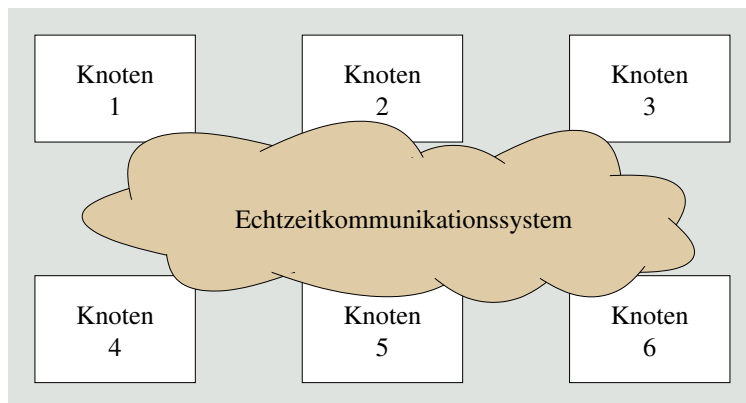 Knoten
1
Knoten
2
Knoten
3
Echtzeitkommunikationssystem
Knoten
4
Knoten
5
Knoten
6